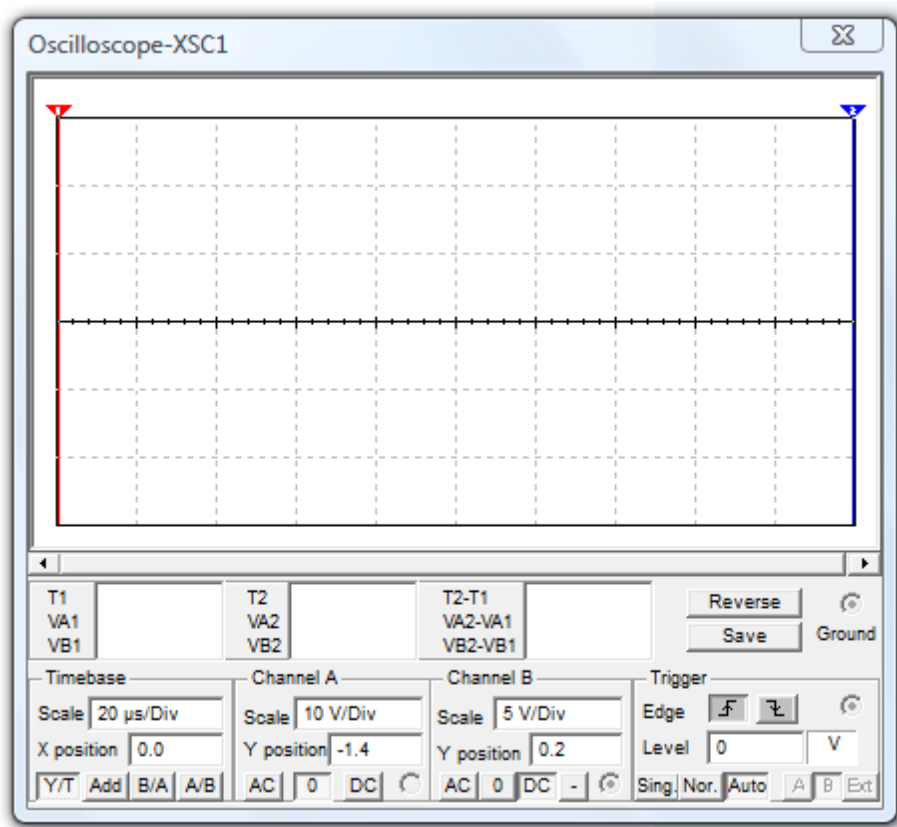 Oscilloscope-XSC1
1 2
T1 T2 T2-T1 Reverse
VA1 VA2 VA2-VA1
VB1 VB2 VB2-VB1 Save Ground
Timebase Channel A Channel B Trigger
Scale 20 µs/Div Scale 10 V/Div Scale 5 V/Div Edge
X position 0.0 Y position -1.4 Y position 0.2 Level 0 V
Y/T Add B/A A/B AC 0 DC AC 0 DC - Sing. Nor. Auto A B Ext